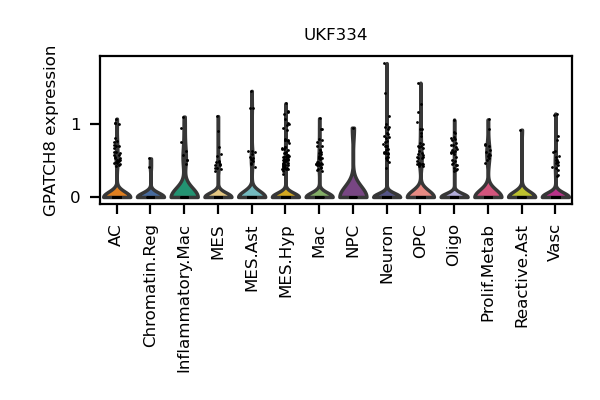 UKF334
GPATCH8 expression
1
0
AC
Chromatin.Reg
Inflammatory.Mac
MES
MES.Ast
MES.Hyp
Mac
NPC
Neuron
OPC
Oligo
Prolif.Metab
Reactive.Ast
Vasc